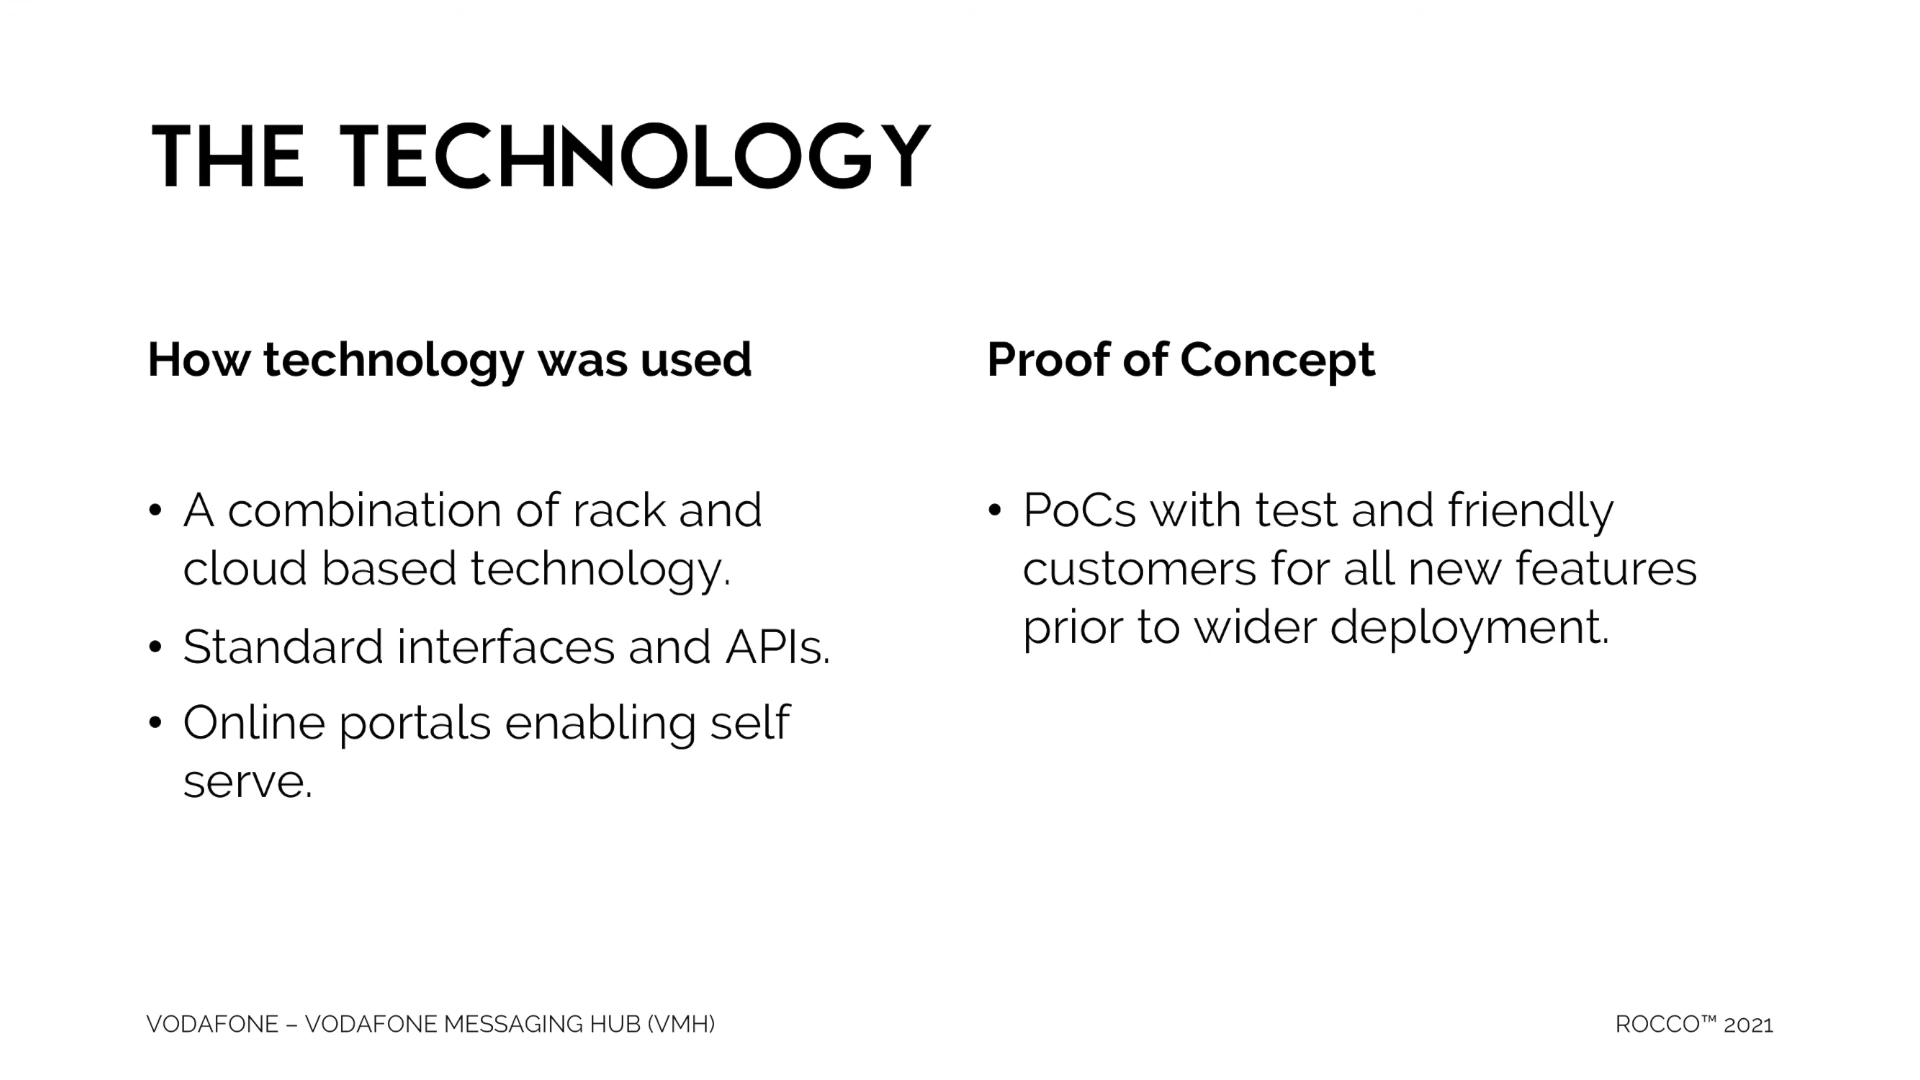 THE TECHNOLOGY
How technology was used
• A combination of rack and
cloud based technology.
• Standard interfaces and APIs.
• Online portals enabling self
serve.
Proof of Concept
• PoCs with test and friendly
customers for all new features
prior to wider deployment.
VODAFONE – VODAFONE MESSAGING HUB (VMH)
ROCCO™ 2021